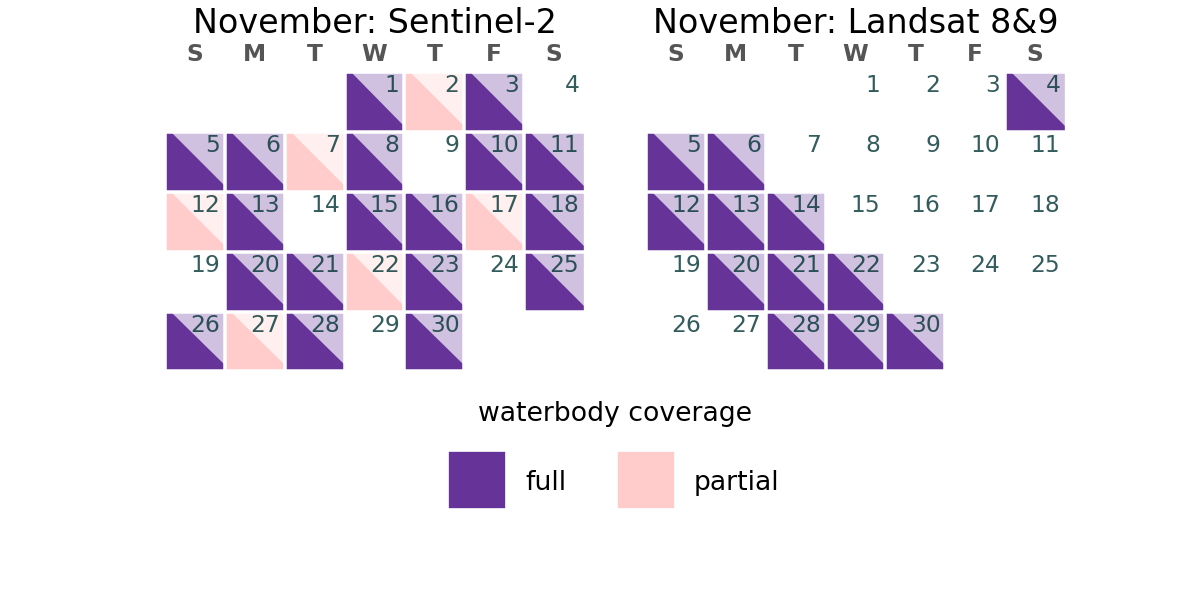 November: Sentinel-2
S M T W T F S
1 2 3 4
5 6 7 8 9 10 11
12 13 14 15 16 17 18
19 20 21 22 23 24 25
26 27 28 29 30
November: Landsat 8&9
S M T W T F S
1 2 3 4
5 6 7 8 9 10 11
12 13 14 15 16 17 18
19 20 21 22 23 24 25
26 27 28 29 30
waterbody coverage
full partial